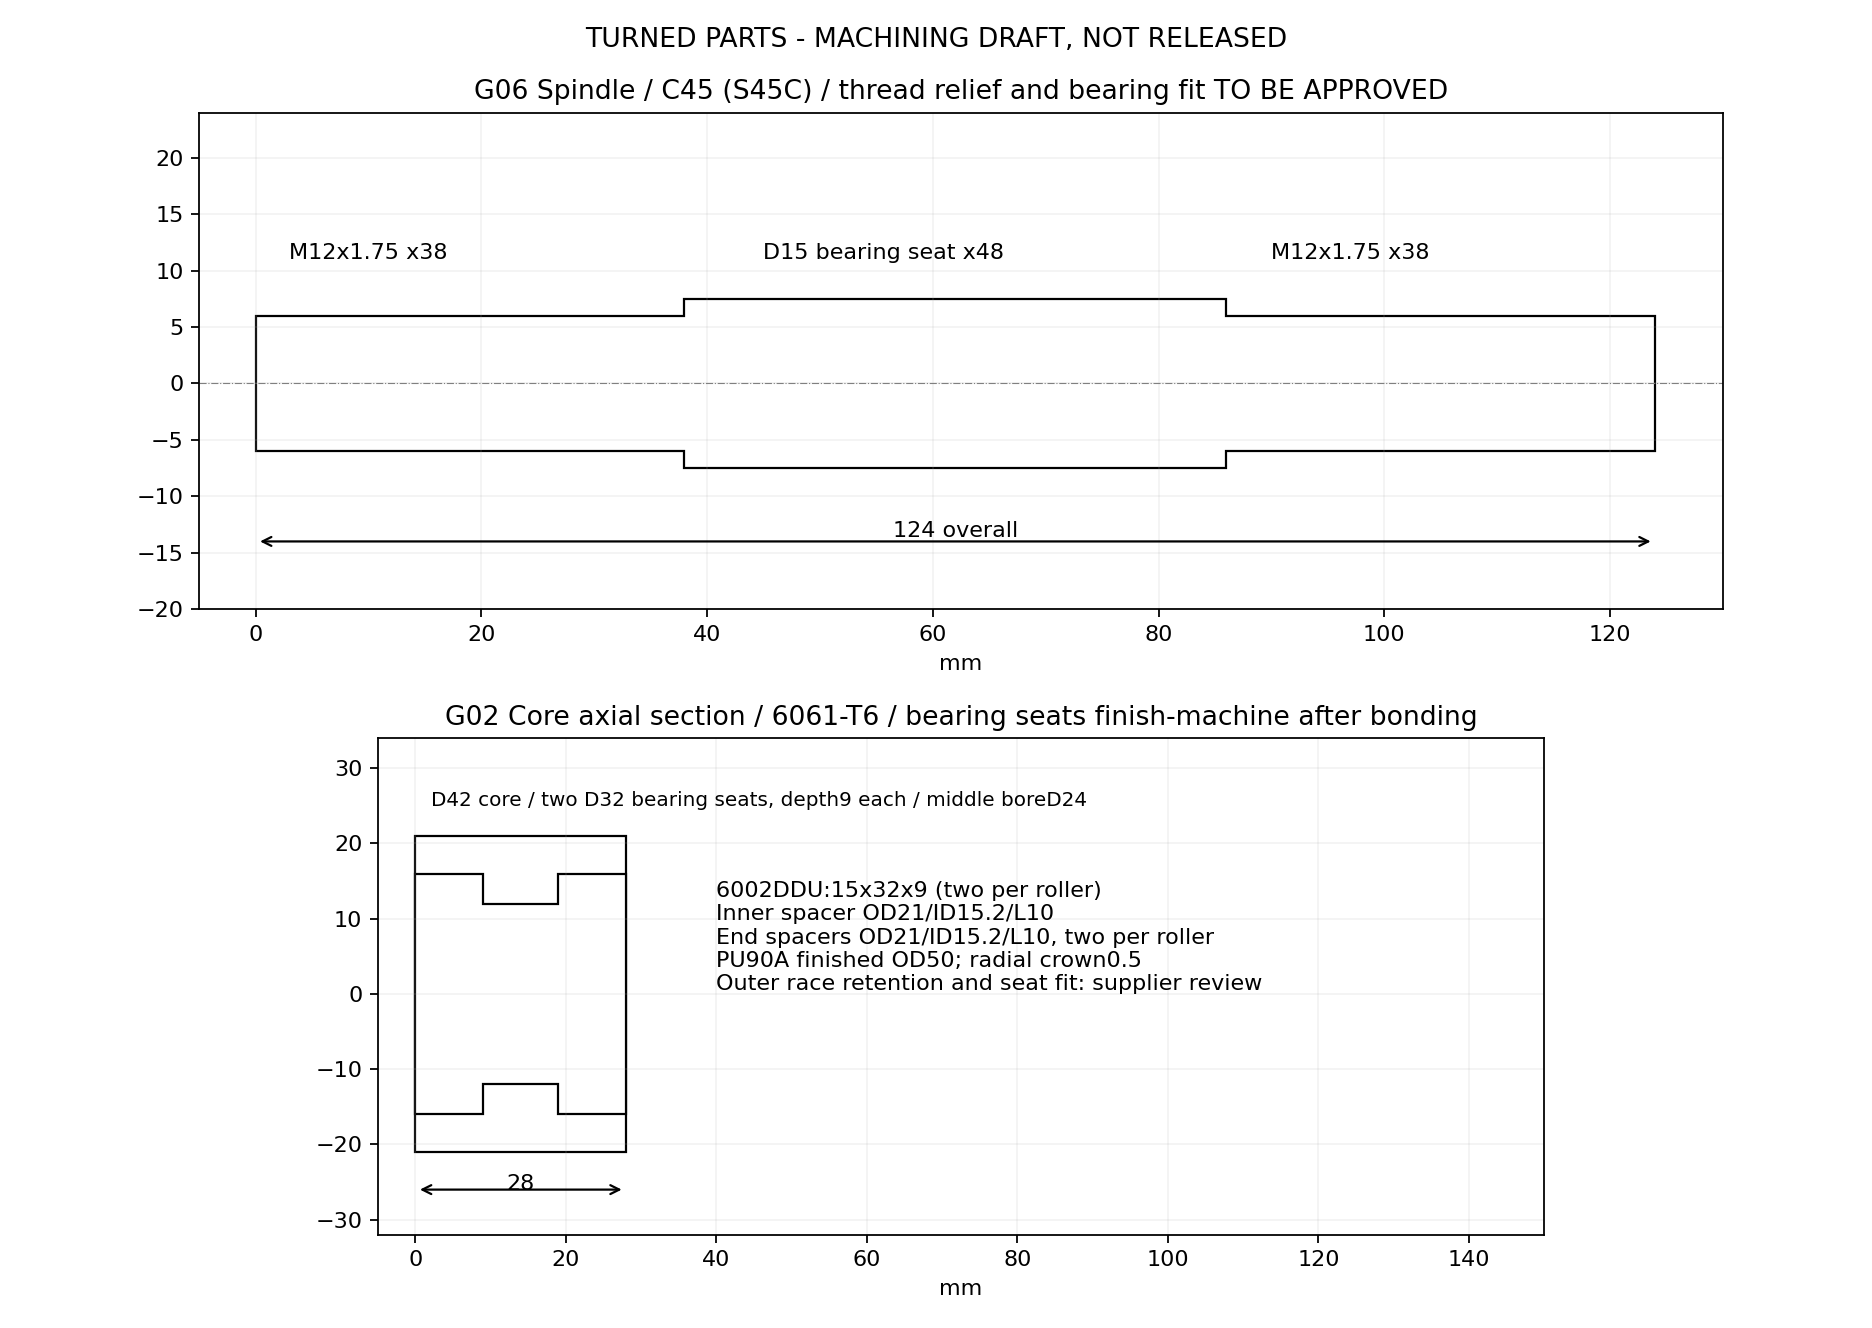 TURNED PARTS - MACHINING DRAFT, NOT RELEASED
G06 Spindle / C45 (S45C) / thread relief and bearing fit TO BE APPROVED
20
15
M12x1.75 x38 D15 bearing seat x48 M12x1.75 x38
10
5
0
−5
−10
124 overall
−15
−20
0 20 40 60 80 100 120
mm
G02 Core axial section / 6061-T6 / bearing seats finish-machine after bonding
30
D42 core / two D32 bearing seats, depth9 each / middle boreD24
20
6002DDU:15x32x9 (two per roller)
10
Inner spacer OD21/ID15.2/L10
End spacers OD21/ID15.2/L10, two per roller
PU90A finished OD50; radial crown0.5
Outer race retention and seat fit: supplier review
0
−10
−20
28
−30
0 20 40 60 80 100 120 140
mm